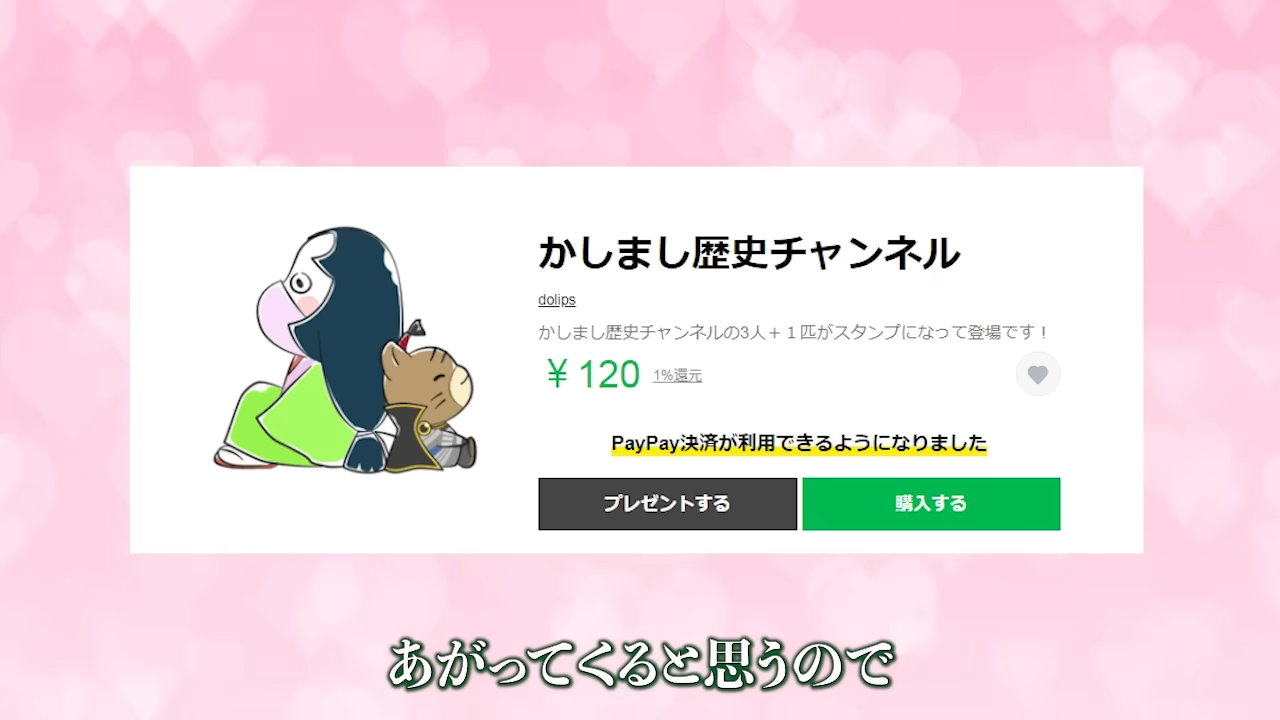 かしまし歴史チャンネル
dolips
かしまし歴史チャンネルの3人＋１匹がスタンプになって登場です！
￥120 1%還元
PayPay決済が利用できるようになりました
プレゼントする 購入する
あがってくると思うので